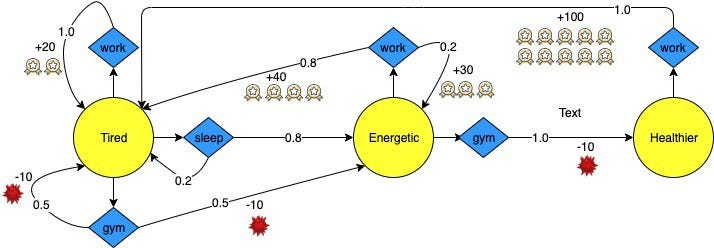 +100
1.0
1.0
+20
work
work
0.2
work
0.8
+40
+30
Text
Tired
sleep
0.8
Energetic
gym
1.0
Healthier
-10
0.2
-10
0.5
gym
0.5
-10